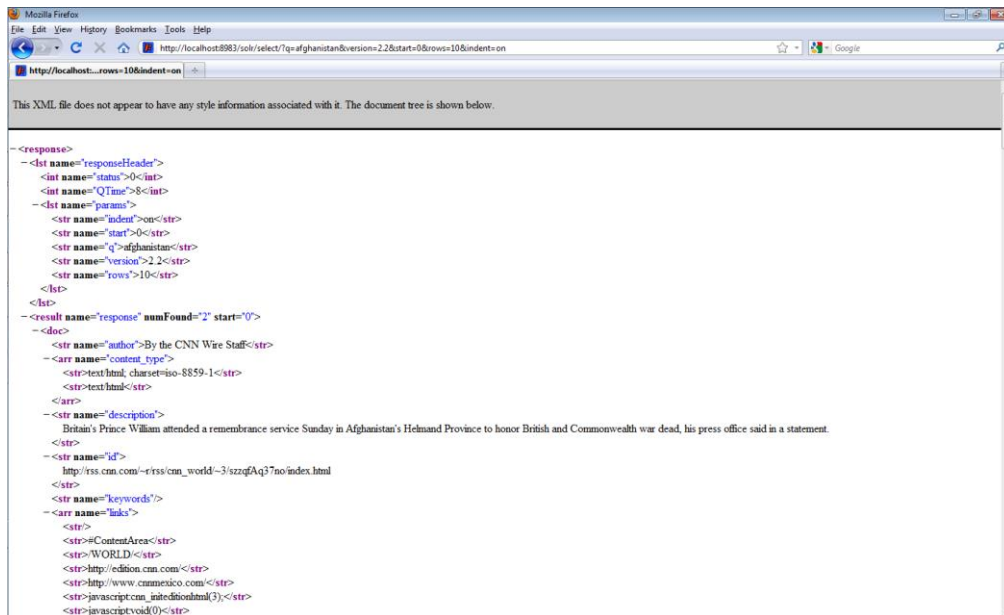 Mozilla Firefox
File Edit View History Bookmarks Tools Help
http://localhost:8983/solr/select/?q=afghanistan&version=2.2&start=0&rows=10&indent=on
Google
http://localhost:...rows=10&indent=on
This XML file does not appear to have any style information associated with it. The document tree is shown below.
−<response>
−<lst name="responseHeader">
<int name="status">0</int>
<int name="QTime">8</int>
−<lst name="params">
<str name="indent">on</str>
<str name="start">0</str>
<str name="q">afghanistan</str>
<str name="version">2.2</str>
<str name="rows">10</str>
</lst>
</lst>
−<result name="response" numFound="2" start="0">
−<doc>
<str name="author">By the CNN Wire Staff</str>
−<arr name="content_type">
<str>text/html; charset=iso-8859-1</str>
<str>text/html</str>
</arr>
−<str name="description">
Britain's Prince William attended a remembrance service Sunday in Afghanistan's Helmand Province to honor British and Commonwealth war dead, his press office said in a statement.
</str>
−<str name="id">
http://rss.cnn.com/~r/rss/cnn_world/~3/szzqfAq37no/index.html
</str>
<str name="keywords"/>
−<arr name="links">
<str/>
<str>#ContentArea</str>
<str>/WORLD/</str>
<str>http://edition.cnn.com/</str>
<str>http://www.cnnmexico.com/</str>
<str>javascript:cnn_initeditionhtml(3);</str>
<str>javascript:void(0)</str>